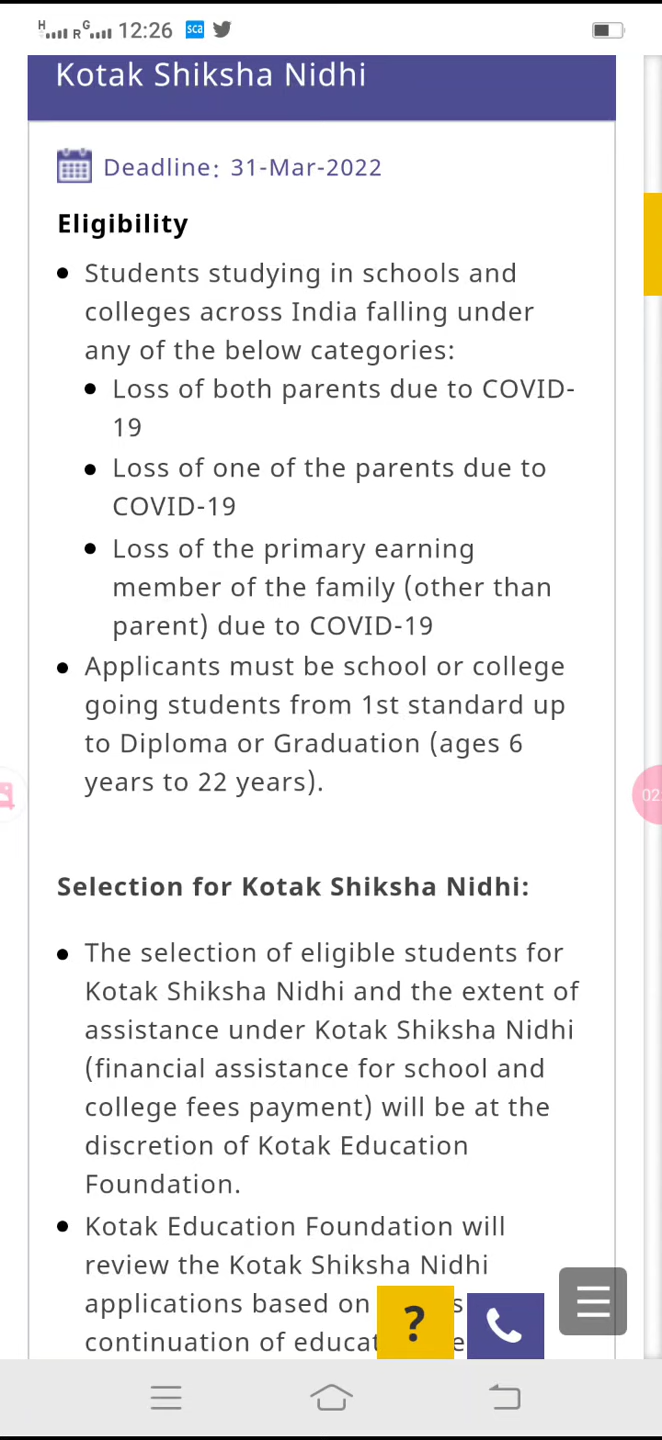 H R G 12:26 sca
Kotak Shiksha Nidhi
Deadline: 31-Mar-2022
Eligibility
Students studying in schools and
colleges across India falling under
any of the below categories:
Loss of both parents due to COVID-
19
Loss of one of the parents due to
COVID-19
Loss of the primary earning
member of the family (other than
parent) due to COVID-19
Applicants must be school or college
going students from 1st standard up
to Diploma or Graduation (ages 6
years to 22 years).
02
Selection for Kotak Shiksha Nidhi:
The selection of eligible students for
Kotak Shiksha Nidhi and the extent of
assistance under Kotak Shiksha Nidhi
(financial assistance for school and
college fees payment) will be at the
discretion of Kotak Education
Foundation.
Kotak Education Foundation will
review the Kotak Shiksha Nidhi
applications based on
?
continuation of